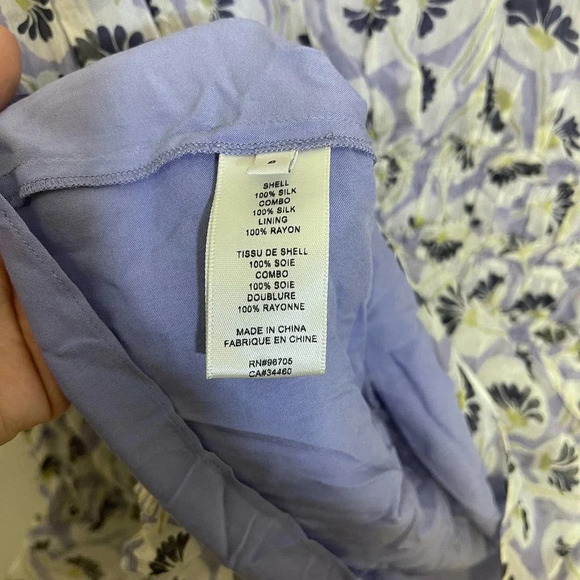 SHELL
100% SILK
COMBO
100% SILK
LINING
100% RAYON
TISSU DE SHELL
100% SOIE
COMBO
100% SOIE
DOUBLURE
100% RAYONNE
MADE IN CHINA
FABRIQUE EN CHINE
RN#96705
CA#34460